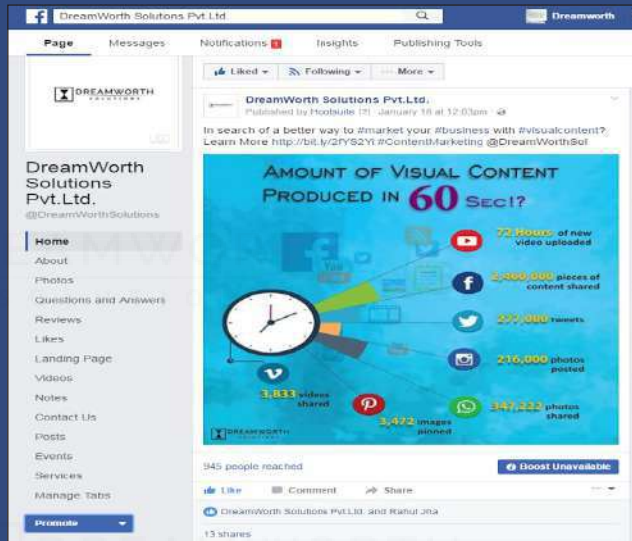 DreamWorth Solutions Pvt.Ltd.
Dreamworth
Page Messages Notifications 1 Insights Publishing Tools
Liked Following More
DREAMWORTH
SOLUTIONS
DreamWorth
Solutions
Pvt.Ltd.
@DreamWorthSolutions
Home
About
Photos
Questions and Answers
Reviews
Likes
Landing Page
Videos
Notes
Contact Us
Posts
Events
Services
Manage Tabs
Promote
DreamWorth Solutions Pvt.Ltd.
Published by Hootsuite [?] · January 16 at 12:03pm ·
In search of a better way to #market your #business with #visualcontent?
Learn More http://bit.ly/2fYS2Yi #ContentMarketing @DreamWorthSol
AMOUNT OF VISUAL CONTENT
PRODUCED IN 60 SEC!?
72 Hours of new
video uploaded
2,460,000 pieces of
content shared
277,000 tweets
216,000 photos
posted
347,222 photos
shared
3,472 images
pinned
3,833 videos
shared
DREAMWORTH
SOLUTIONS
945 people reached
Boost Unavailable
Like Comment Share
DreamWorth Solutions Pvt.Ltd. and Rahul Jha
13 shares